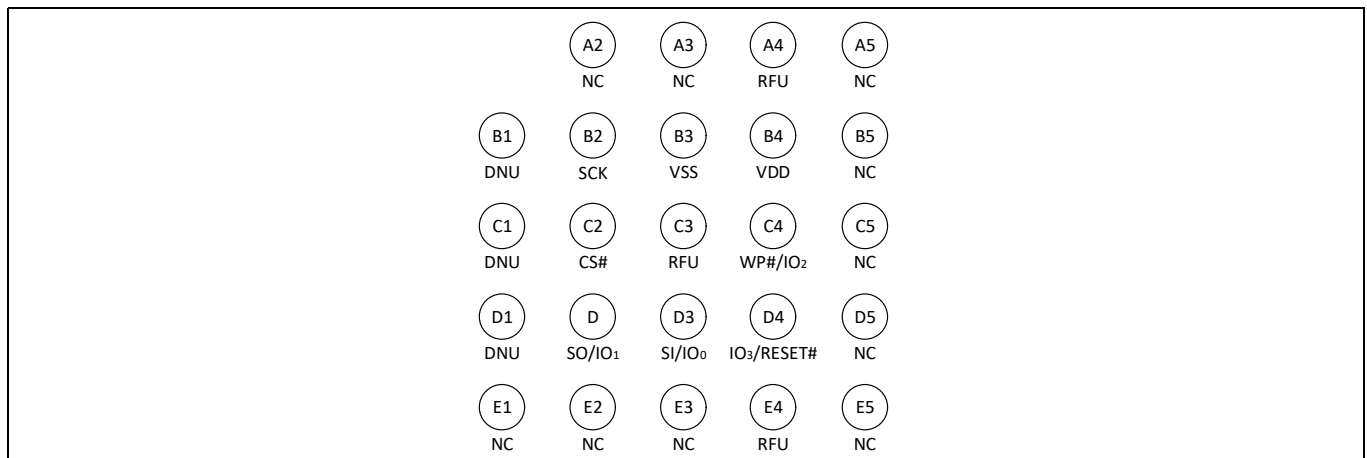 A2 A3 A4 A5
NC NC RFU NC
B1 B2 B3 B4 B5
DNU SCK VSS VDD NC
C1 C2 C3 C4 C5
DNU CS# RFU WP#/IO₂ NC
D1 D D3 D4 D5
DNU SO/IO₁ SI/IO₀ IO₃/RESET# NC
E1 E2 E3 E4 E5
NC NC NC RFU NC